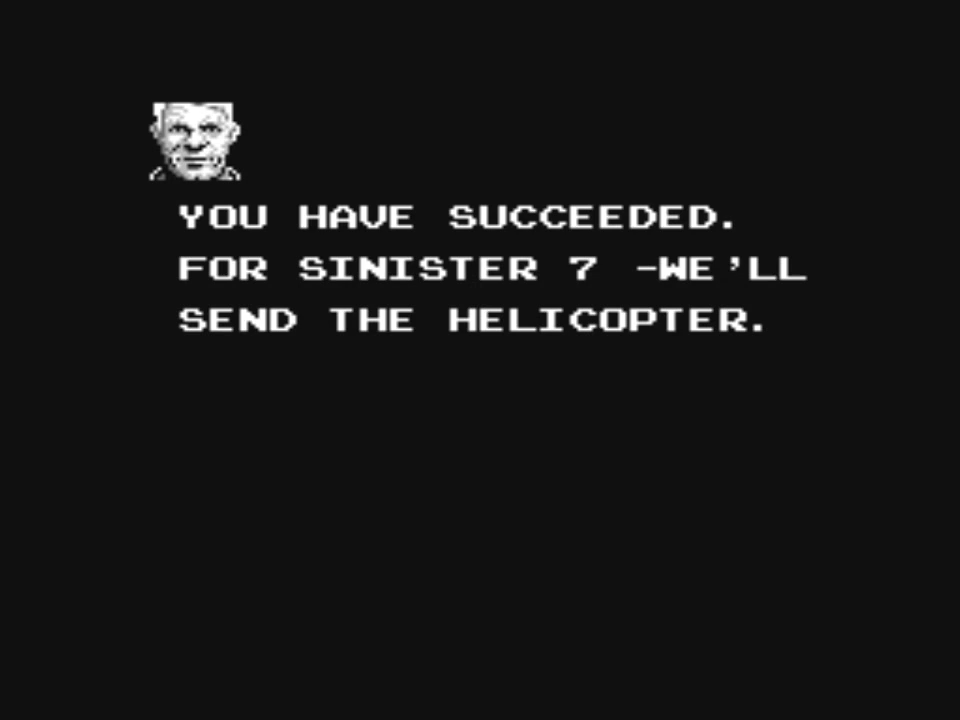 YOU HAVE SUCCEEDED.
FOR SINISTER 7 -WE'LL
SEND THE HELICOPTER.